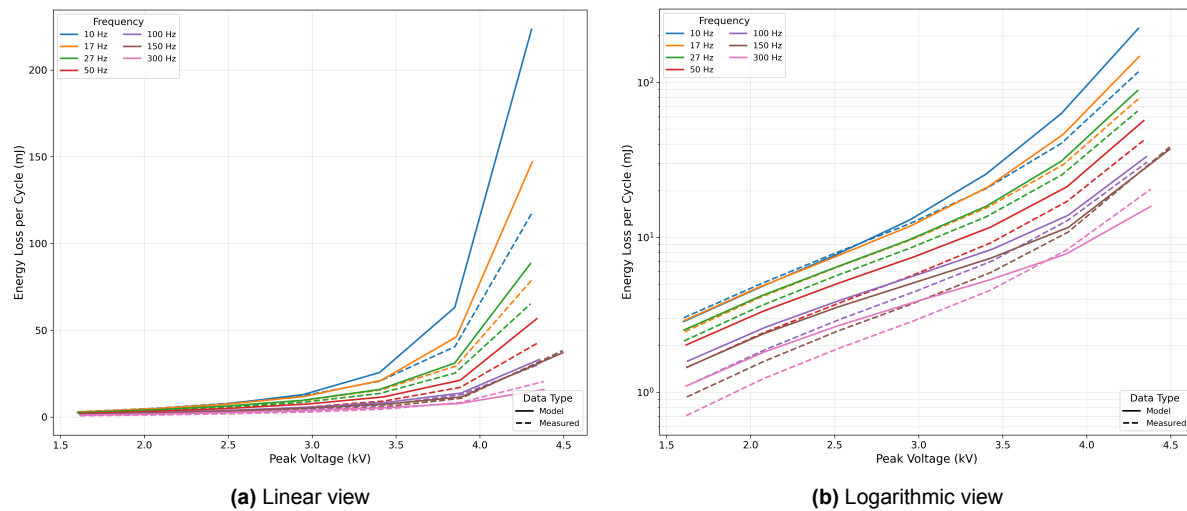 Frequency
10 Hz
17 Hz
27 Hz
50 Hz
100 Hz
150 Hz
300 Hz
200
150
100
50
0
Energy Loss per Cycle (mJ)
1.5 2.0 2.5 3.0 3.5 4.0 4.5
Peak Voltage (kV)
Data Type
Model
Measured
(a) Linear view
Frequency
10 Hz
17 Hz
27 Hz
50 Hz
100 Hz
150 Hz
300 Hz
10²
10¹
10⁰
Energy Loss per Cycle (mJ)
1.5 2.0 2.5 3.0 3.5 4.0 4.5
Peak Voltage (kV)
Data Type
Model
Measured
(b) Logarithmic view